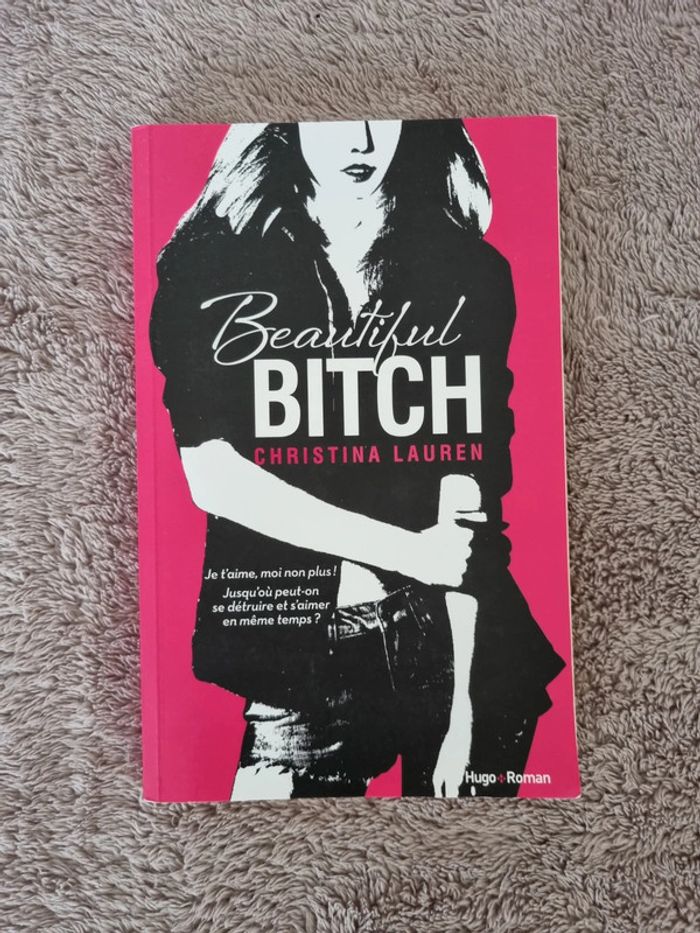 Beautiful
BITCH
CHRISTINA LAUREN
Je t'aime, moi non plus !
Jusqu'où peut-on
se détruire et s'aimer
en même temps ?
Hugo+Roman